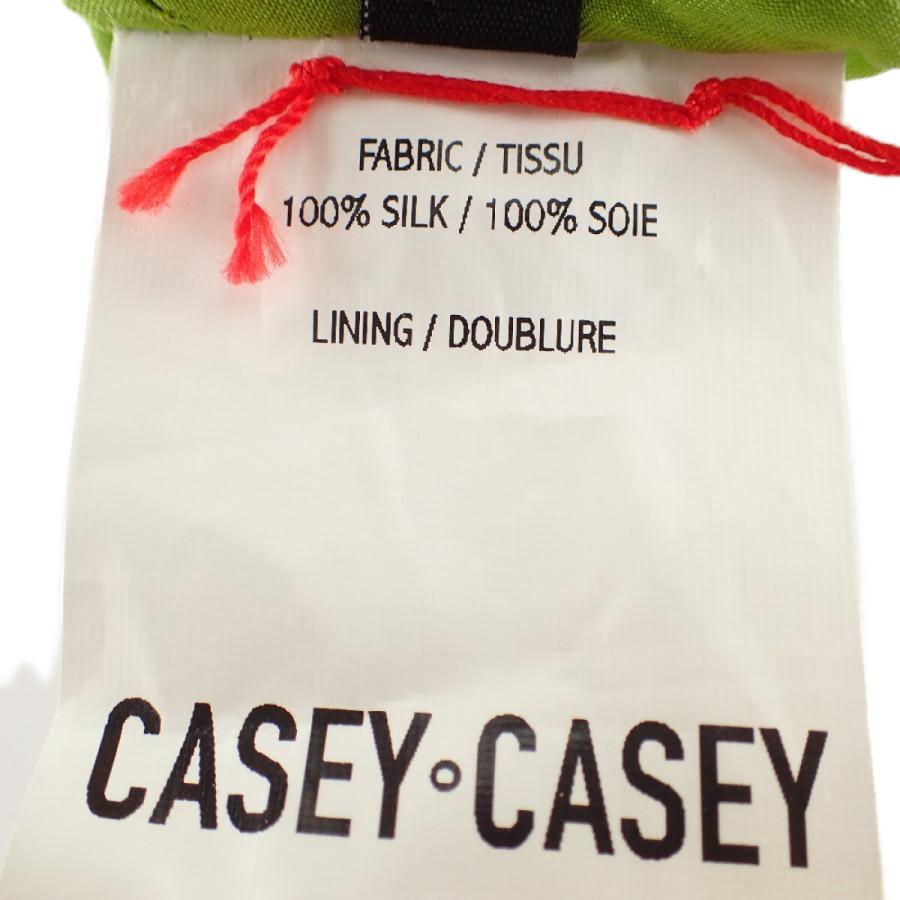 FABRIC / TISSU
100% SILK / 100% SOIE
LINING / DOUBLURE
CASEY°CASEY